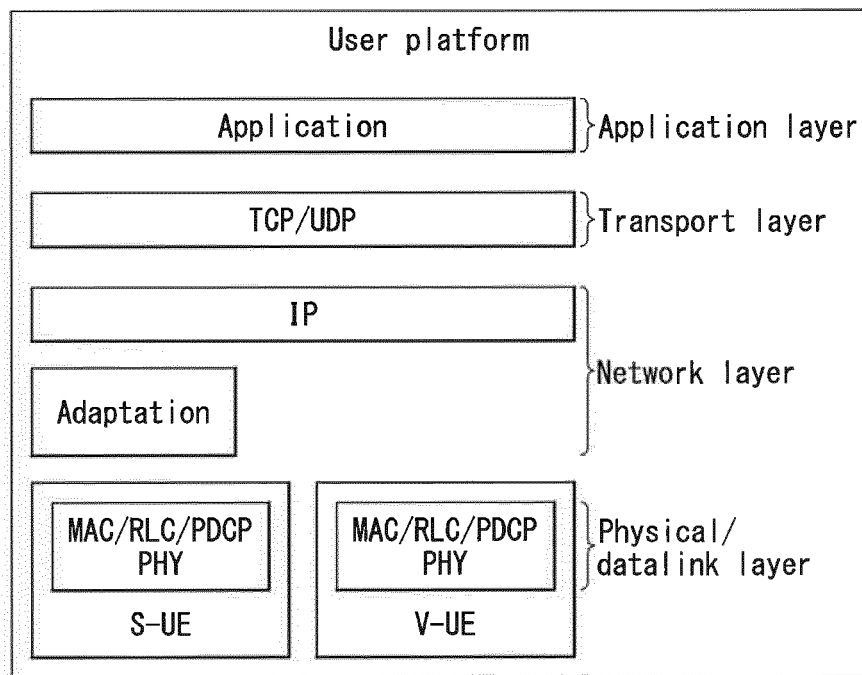 User platform
Application
Application layer
TCP/UDP
Transport layer
IP
Network layer
Adaptation
MAC/RLC/PDCP
PHY
S-UE
MAC/RLC/PDCP
PHY
V-UE
Physical/
datalink layer